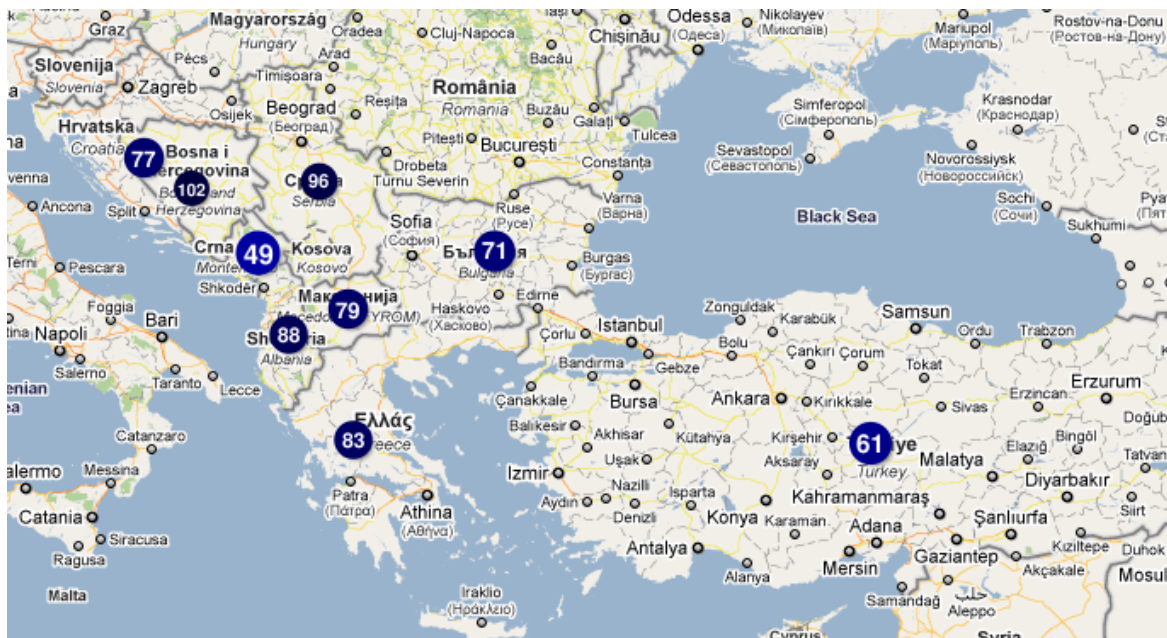 Graz
Magyarország
Hungary
Oradea
Cluj-Napoca
Iași
Chișinău
Odessa
(Одеса)
Nikolayev
(Миколаїв)
Mariupol
(Маріуполь)
Rostov-na-Donu
(Ростов-на-Дону)
Slovenija
Slovenia
Pécs
Arad
Bacău
Zagreb
Timișoara
România
Romania
Osijek
Beograd
(Београд)
Reșița
Buzău
Galați
Tulcea
Simferopol
(Сімферополь)
Krasnodar
(Краснодар)
Hrvatska
Croatia
77
Bosna i
102
Herzegovina
Pitești
București
Drobeta
Turnu Severin
Constanța
Sevastopol
(Севастополь)
Novorossiysk
(Новороссийск)
96
Serbia
Ancona
Split
Ruse
(Русе)
Varna
(Варна)
Black Sea
Sochi
(Сочи)
Sukhumi
Sofia
(София)
Crna
49
Kosova
Kosovo
71
Bulgaria
Burgas
(Бургас)
Terni
Pescara
Shkodër
79
YROM)
Haskovo
(Хасково)
Edirne
Zonguldak
Karabük
Samsun
Ordu
Trabzon
Foggia
Bari
Napoli
Salerno
88
Albania
Çorlu
Istanbul
Bolu
Çankırı
Çorum
Tokat
Taranto
Lecce
Bandırma
Gebze
Erzurum
Çanakkale
Bursa
Ankara
Kırıkkale
Sivas
Erzincan
Ελλάς
83
Balıkesir
Akhisar
Kütahya
Kırşehir
61
Turkey
Elazığ
Bingöl
Catanzaro
Messina
Uşak
Aksaray
Malatya
Tatvan
Izmir
Patra
(Πάτρα)
Athina
(Αθήνα)
Aydın
Nazilli
Denizli
Isparta
Konya
Karaman
Kahramanmaraş
Diyarbakır
Siirt
Catania
Siracusa
Ragusa
Antalya
Alanya
Mersin
Adana
Gaziantep
Şanlıurfa
Kızıltepe
Akçakale
Duhok
Mosul
Malta
Iraklio
(Ηράκλειο)
Samandağ
حلب
Aleppo
Cyprus
Syria